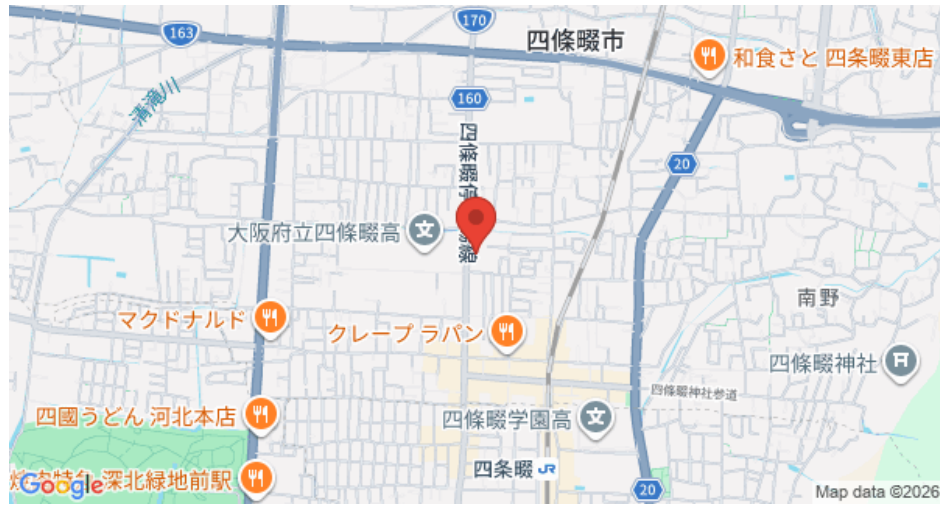 170
163
四條畷市
和食さと 四条畷東店
清滝川
160
20
四條畷停
線
大阪府立四條畷高
南野
マクドナルド
クレープ ラパン
四條畷神社
四條畷神社参道
四國うどん 河北本店
四條畷学園高
四条畷 JR
深北緑地前駅
20
Google
Map data ©2026